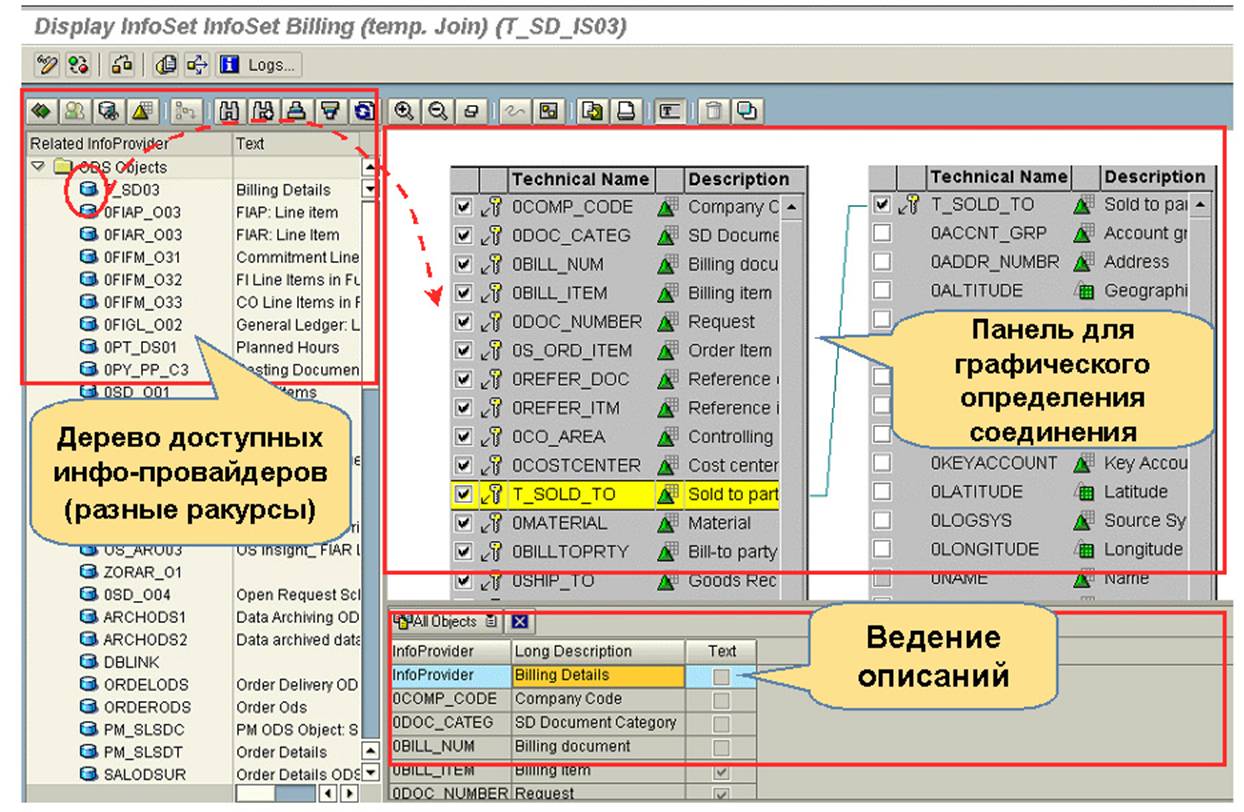 Display InfoSet InfoSet Billing (temp. Join) (T_SD_IS03)
Logs...
Related InfoProvider Text
ODS Objects
_SD03 Billing Details
0FIAP_O03 FIAP: Line item
0FIAR_O03 FIAR: Line Item
0FIFM_O31 Commitment Line
0FIFM_O32 FI Line Items in Fu
0FIFM_O33 CO Line Items in F
0FIGL_O02 General Ledger: L
0PT_DS01 Planned Hours
0PY_PP_C3 sting Documen
0SD_O01 ems
Дерево доступных
инфо-провайдеров
(разные ракурсы)
OS_ARO03 OS Insight_ FIAR L
ZORAR_O1
0SD_O04 Open Request Scl
ARCHODS1 Data Archiving OD
ARCHODS2 Data archived data
DBLINK
ORDELODS Order Delivery OD
ORDERODS Order Ods
PM_SLSDC PM ODS Object: S
PM_SLSDT Order Details
SALODSUR Order Details ODS
Technical Name Description
0COMP_CODE Company C
0DOC_CATEG SD Docume
0BILL_NUM Billing docu
0BILL_ITEM Billing item
0DOC_NUMBER Request
0S_ORD_ITEM Order Item
0REFER_DOC Reference
0REFER_ITM Reference i
0CO_AREA Controlling
0COSTCENTER Cost center
T_SOLD_TO Sold to part
0MATERIAL Material
0BILLTOPRTY Bill-to party
0SHIP_TO Goods Rec
Technical Name Description
T_SOLD_TO Sold to pai
0ACCNT_GRP Account gr
0ADDR_NUMBR Address
0ALTITUDE Geographi
Панель для
графического
определения
соединения
0KEYACCOUNT Key Accou
0LATITUDE Latitude
0LOGSYS Source Sy
0LONGITUDE Longitude
0NAME Name
All Objects
InfoProvider Long Description Text
InfoProvider Billing Details
0COMP_CODE Company Code
0DOC_CATEG SD Document Category
0BILL_NUM Billing document
0BILL_ITEM Billing item
0DOC_NUMBER Request
Ведение
описаний